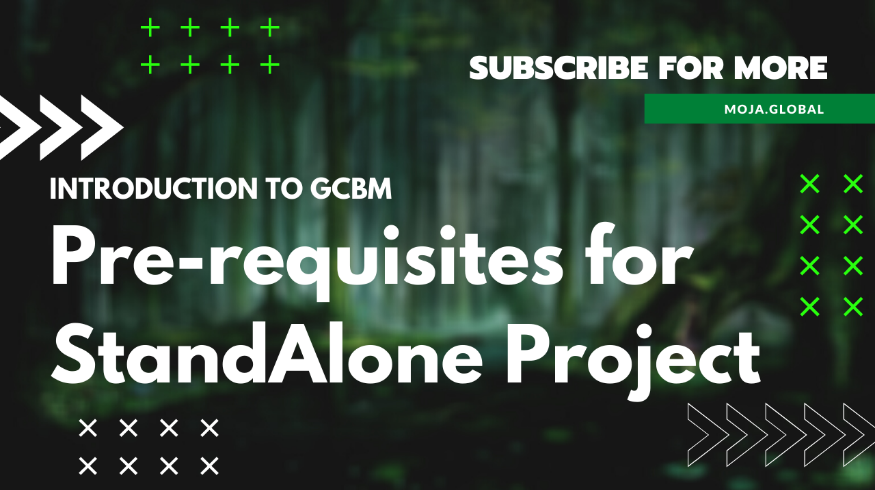 SUBSCRIBE FOR MORE
MOJA.GLOBAL
INTRODUCTION TO GCBM
Pre-requisites for
StandAlone Project